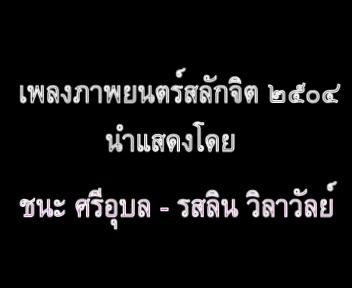 เพลงภาพยนตร์สลักจิต ๒๕๐๔
นำแสดงโดย
ชนะ ศรีอุบล - รสลิน วิลาวัลย์